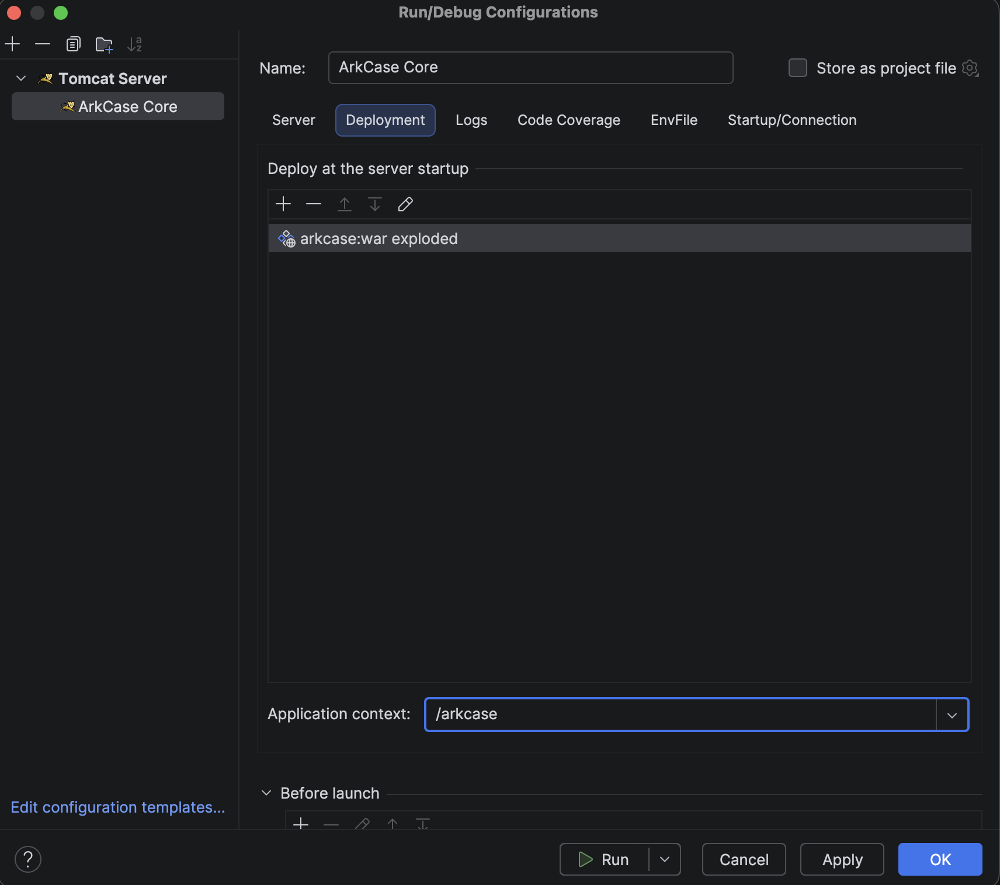 Run/Debug Configurations
Name:
ArkCase Core
Store as project file
Tomcat Server
ArkCase Core
Server
Deployment
Logs
Code Coverage
EnvFile
Startup/Connection
Deploy at the server startup
arkcase:war exploded
Application context:
/arkcase
Before launch
Edit configuration templates...
?
Run
Cancel
Apply
OK